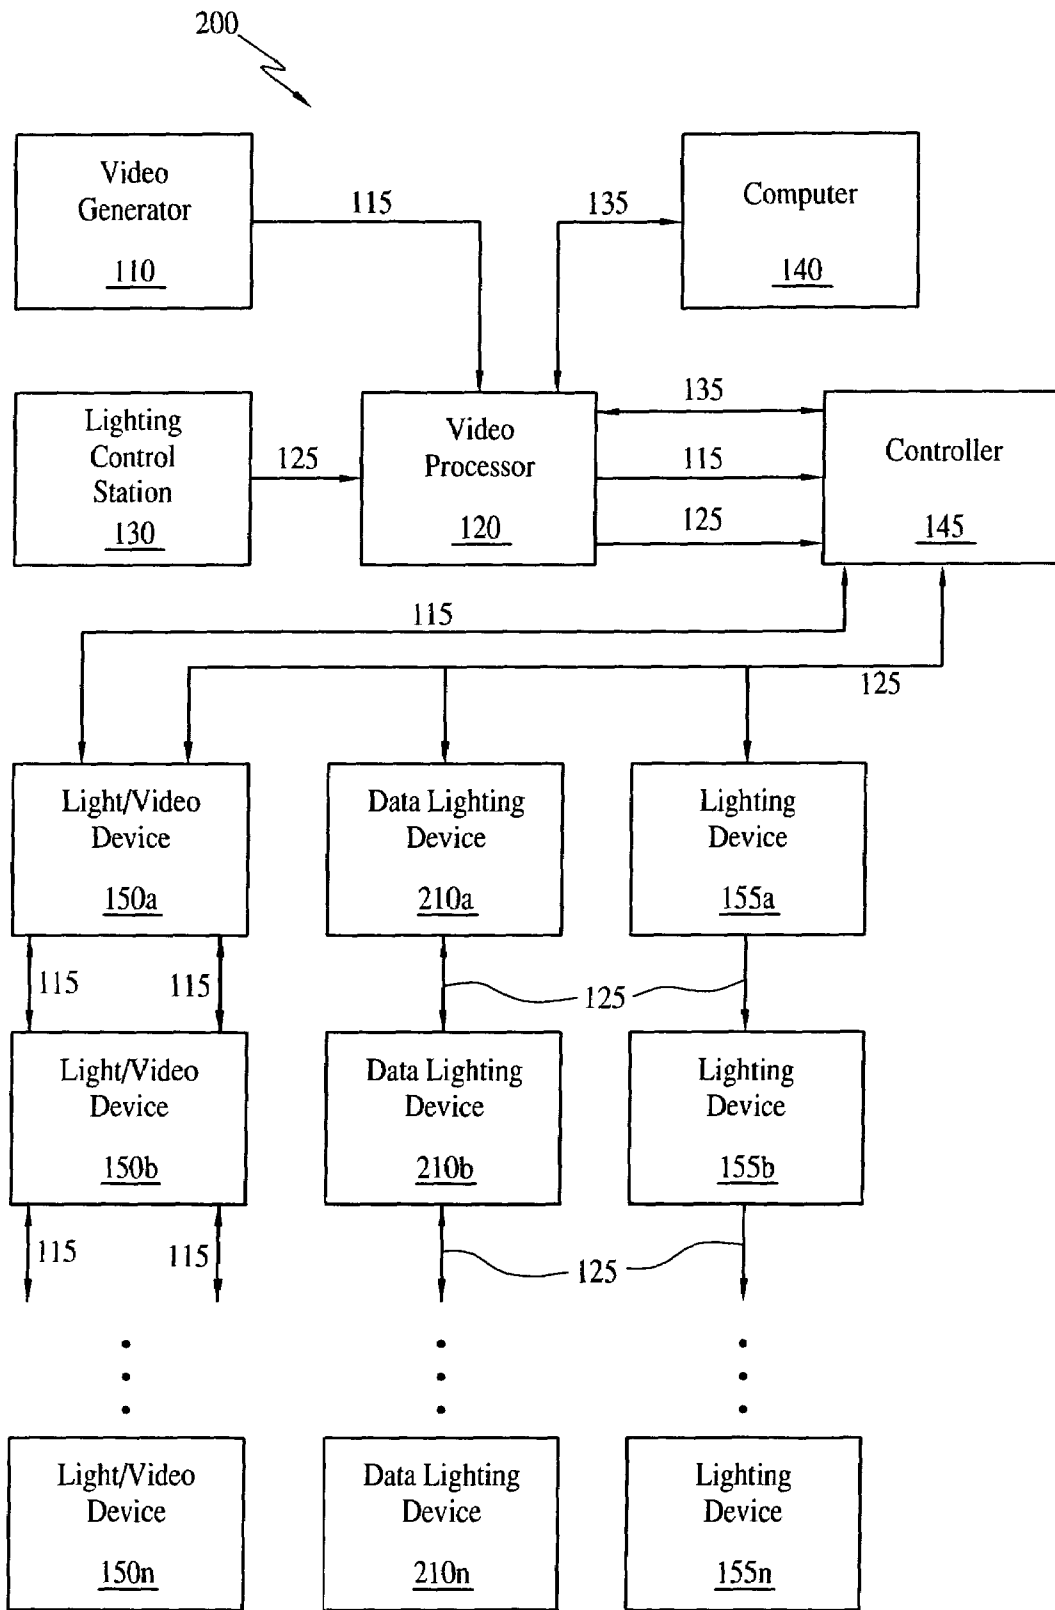 200
Video
Generator
110
115
135
Computer
140
Lighting
Control
Station
130
125
Video
Processor
120
135
115
125
Controller
145
115
125
Light/Video
Device
150a
Data Lighting
Device
210a
Lighting
Device
155a
115
115
125
Light/Video
Device
150b
Data Lighting
Device
210b
Lighting
Device
155b
115
115
125
Light/Video
Device
150n
Data Lighting
Device
210n
Lighting
Device
155n